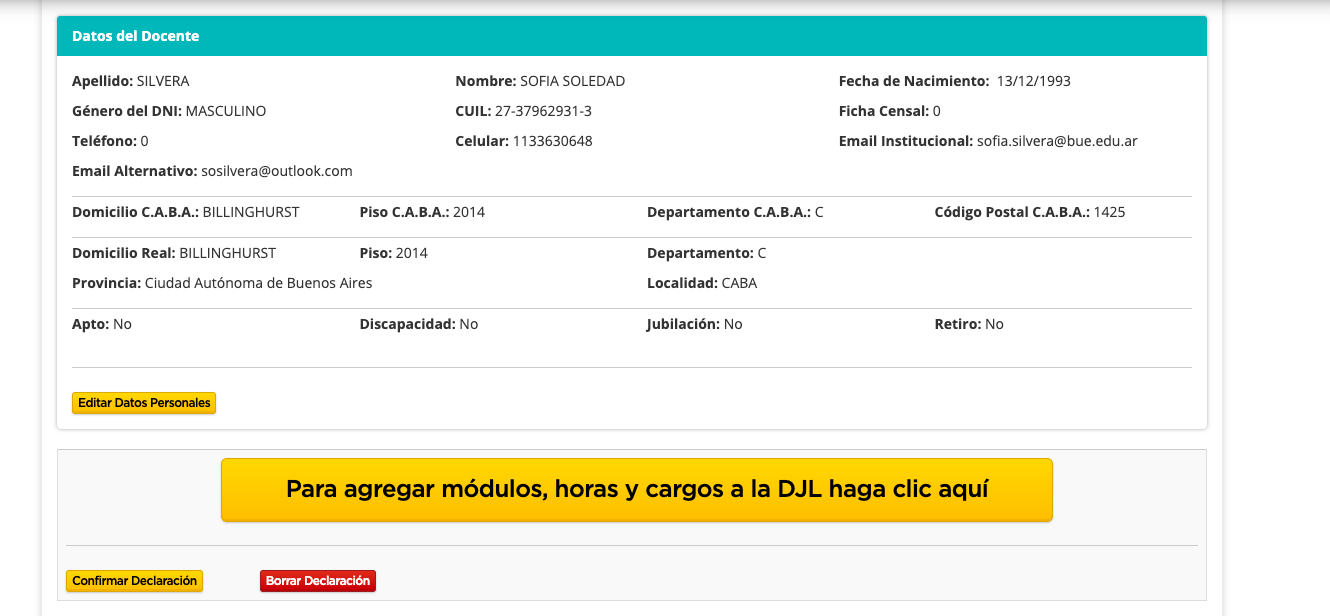 Datos del Docente
Apellido: SILVERA Nombre: SOFIA SOLEDAD Fecha de Nacimiento: 13/12/1993
Género del DNI: MASCULINO CUIL: 27-37962931-3 Ficha Censal: 0
Teléfono: 0 Celular: 1133630648 Email Institucional: sofia.silvera@bue.edu.ar
Email Alternativo: sosilvera@outlook.com
Domicilio C.A.B.A.: BILLINGHURST Piso C.A.B.A.: 2014 Departamento C.A.B.A.: C Código Postal C.A.B.A.: 1425
Domicilio Real: BILLINGHURST Piso: 2014 Departamento: C
Provincia: Ciudad Autónoma de Buenos Aires Localidad: CABA
Apto: No Discapacidad: No Jubilación: No Retiro: No
Editar Datos Personales
Para agregar módulos, horas y cargos a la DJL haga clic aquí
Confirmar Declaración Borrar Declaración